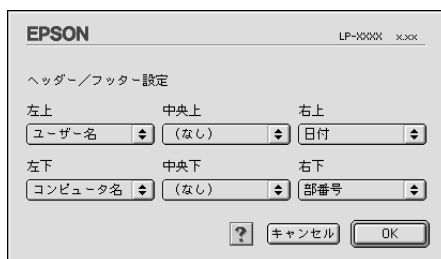 EPSON LP-XXXX x.xx
ヘッダー/フッター設定
左上 中央上 右上
ユーザー名 (なし) 日付
左下 中央下 右下
コンピュータ名 (なし) 部番号
? キャンセル OK